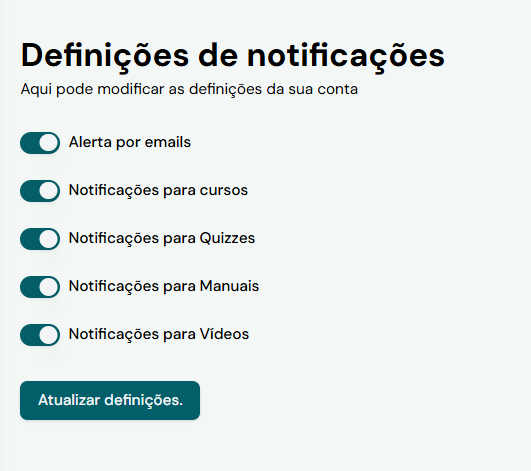 Definições de notificações
Aqui pode modificar as definições da sua conta
Alerta por emails
Notificações para cursos
Notificações para Quizzes
Notificações para Manuais
Notificações para Vídeos
Atualizar definições.